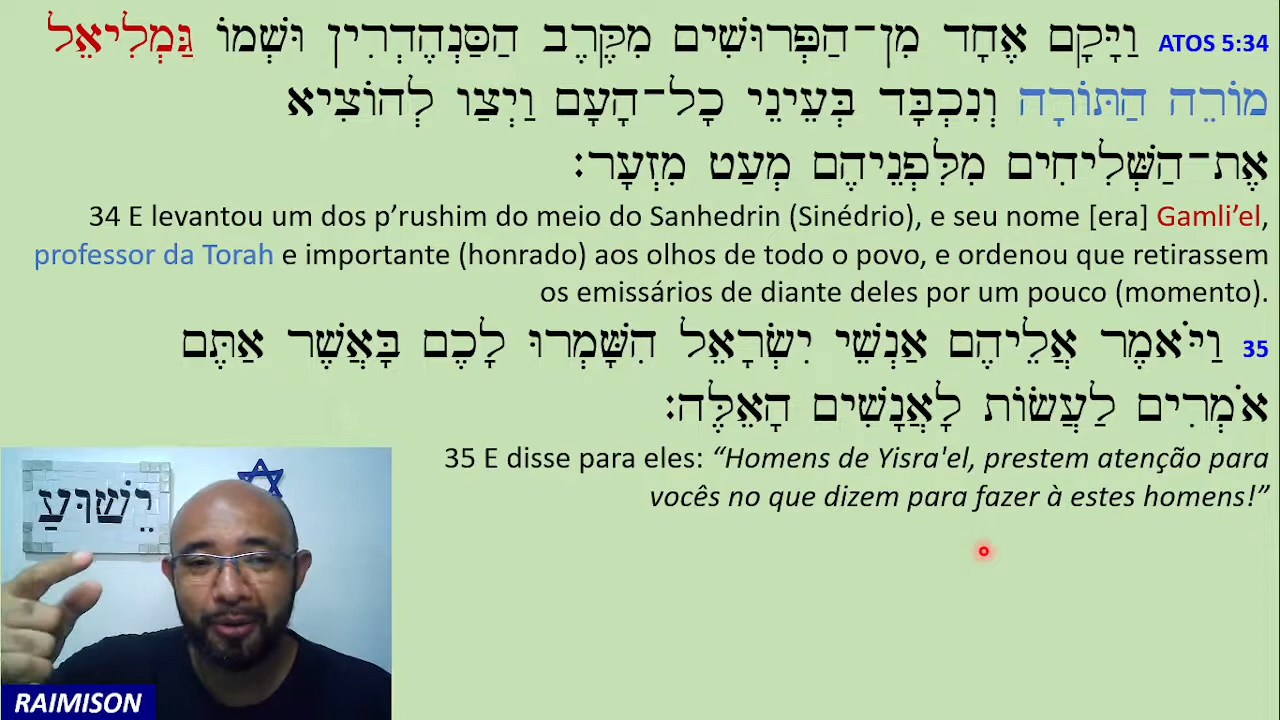 ATOS 5:34 וַיָּקָם אֶחָד מִן־הַפְּרוּשִׁים מִקֶּרֶב הַסַּנְהֶדְרִין וּשְׁמוֹ גַּמְלִיאֵל
מוֹרֵה הַתּוֹרָה וְנִכְבָּד בְּעֵינֵי כָל־הָעָם וַיְצַו לְהוֹצִיא
אֶת־הַשְּׁלִיחִים מִלִּפְנֵיהֶם מְעַט מִזְעָר׃
34 E levantou um dos p’rushim do meio do Sanhedrin (Sinédrio), e seu nome [era] Gamli’el,
professor da Torah e importante (honrado) aos olhos de todo o povo, e ordenou que retirassem
os emissários de diante deles por um pouco (momento).
35 וַיֹּאמֶר אֲלֵיהֶם אַנְשֵׁי יִשְׂרָאֵל הִשָּׁמְרוּ לָכֶם בָּאֲשֶׁר אַתֶּם
אֹמְרִים לַעֲשׂוֹת לָאֲנָשִׁים הָאֵלֶּה׃
35 E disse para eles: “Homens de Yisra'el, prestem atenção para
vocês no que dizem para fazer à estes homens!”
יֵשׁוּעַ
RAIMISON